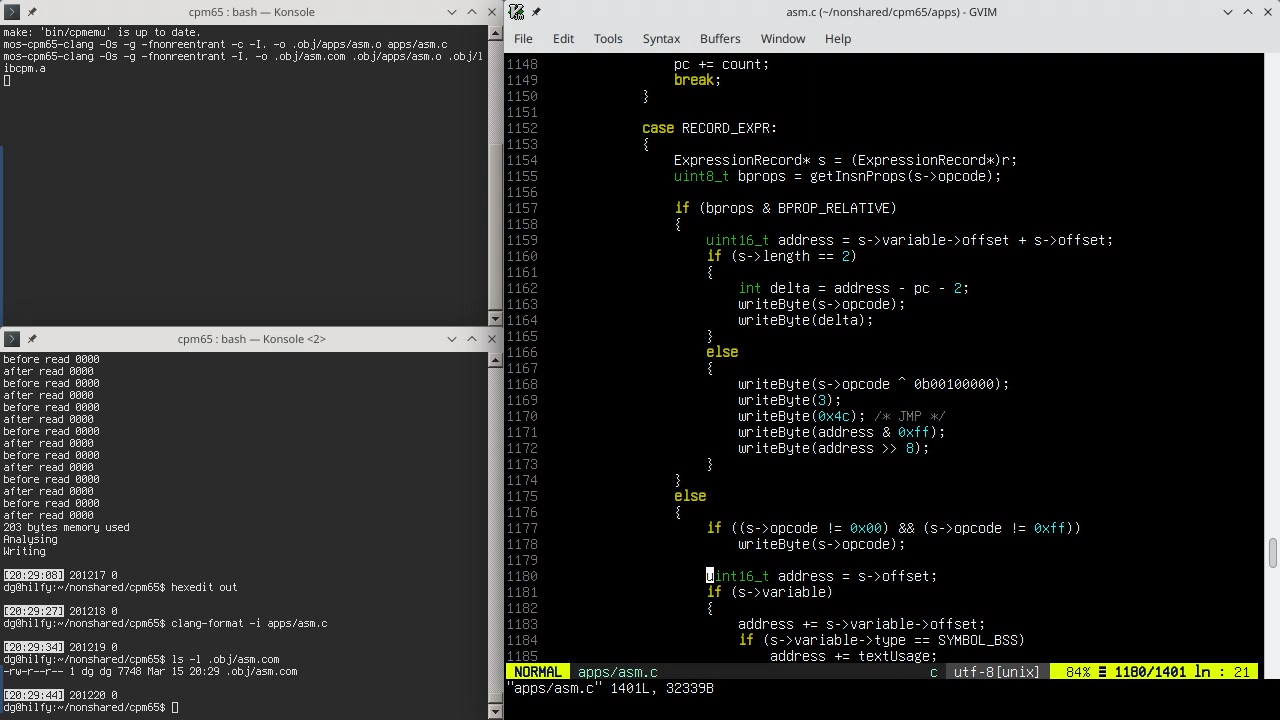 cpm65 : bash — Konsole
make: 'bin/cpmemu' is up to date.
mos-cpm65-clang -Os -g -fnonreentrant -c -I. -o .obj/apps/asm.o apps/asm.c
mos-cpm65-clang -Os -g -fnonreentrant -I. -o .obj/asm.com .obj/apps/asm.o .obj/l
ibcpm.a
cpm65 : bash — Konsole <2>
before read 0000
after read 0000
before read 0000
after read 0000
before read 0000
after read 0000
before read 0000
after read 0000
before read 0000
after read 0000
before read 0000
after read 0000
before read 0000
after read 0000
203 bytes memory used
Analysing
Writing
[20:29:08] 201217 0
dg@hilfy:~/nonshared/cpm65$ hexedit out
[20:29:27] 201218 0
dg@hilfy:~/nonshared/cpm65$ clang-format -i apps/asm.c
[20:29:34] 201219 0
dg@hilfy:~/nonshared/cpm65$ ls -l .obj/asm.com
-rw-r--r-- 1 dg dg 7748 Mar 15 20:29 .obj/asm.com
[20:29:44] 201220 0
dg@hilfy:~/nonshared/cpm65$
asm.c (~/nonshared/cpm65/apps) - GVIM
File Edit Tools Syntax Buffers Window Help
1148 pc += count;
1149 break;
1150 }
1151
1152 case RECORD_EXPR:
1153 {
1154 ExpressionRecord* s = (ExpressionRecord*)r;
1155 uint8_t bprops = getInsnProps(s->opcode);
1156
1157 if (bprops & BPROP_RELATIVE)
1158 {
1159 uint16_t address = s->variable->offset + s->offset;
1160 if (s->length == 2)
1161 {
1162 int delta = address - pc - 2;
1163 writeByte(s->opcode);
1164 writeByte(delta);
1165 }
1166 else
1167 {
1168 writeByte(s->opcode ^ 0b00100000);
1169 writeByte(3);
1170 writeByte(0x4c); /* JMP */
1171 writeByte(address & 0xff);
1172 writeByte(address >> 8);
1173 }
1174 }
1175 else
1176 {
1177 if ((s->opcode != 0x00) && (s->opcode != 0xff))
1178 writeByte(s->opcode);
1179
1180 uint16_t address = s->offset;
1181 if (s->variable)
1182 {
1183 address += s->variable->offset;
1184 if (s->variable->type == SYMBOL_BSS)
1185 address += textUsage;
NORMAL apps/asm.c c utf-8[unix] 84% ≡ 1180/1401 ln : 21
"apps/asm.c" 1401L, 32339B